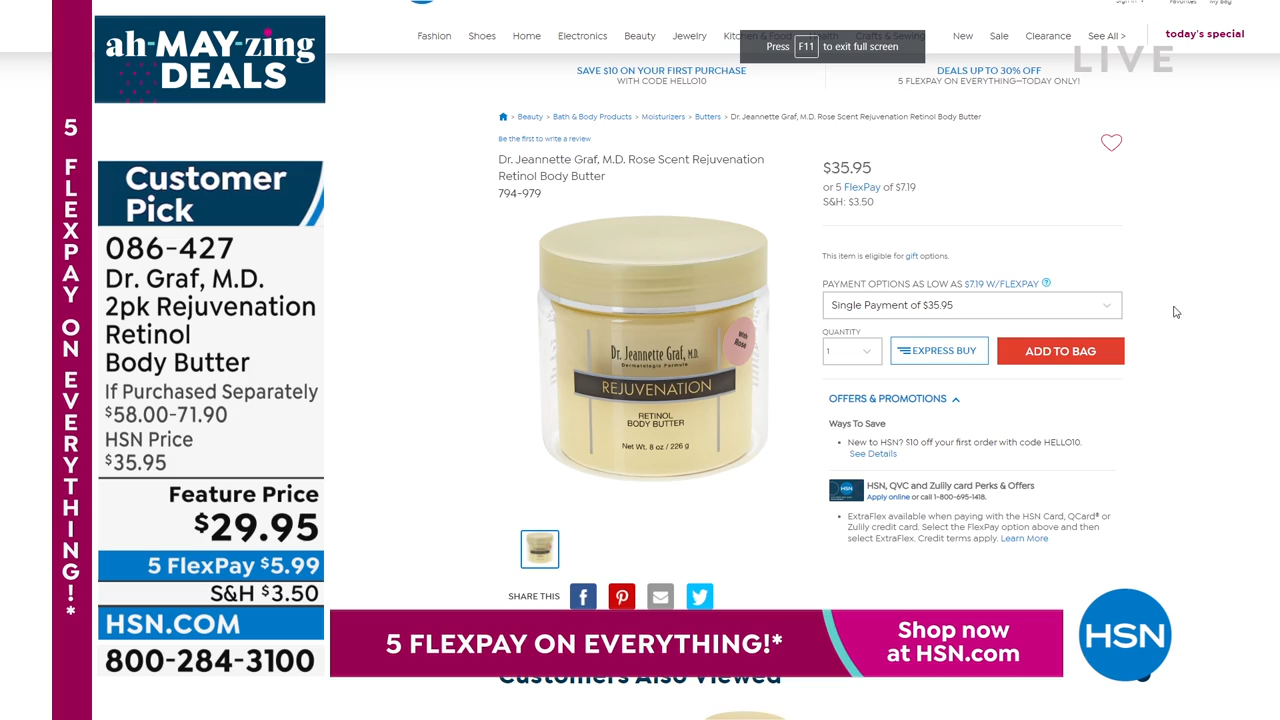 ah-MAY-zing
DEALS
5 FLEXPAY ON EVERYTHING!*
Customer
Pick
086-427
Dr. Graf, M.D.
2pk Rejuvenation
Retinol
Body Butter
If Purchased Separately
$58.00-71.90
HSN Price
$35.95
Feature Price
$29.95
5 FlexPay $5.99
S&H $3.50
HSN.COM
800-284-3100
Fashion Shoes Home Electronics Beauty Jewelry Kitchen & Food Health Crafts & Sewing New Sale Clearance See All > today's special
Press F11 to exit full screen
LIVE
SAVE $10 ON YOUR FIRST PURCHASE
WITH CODE HELLO10
DEALS UP TO 30% OFF
5 FLEXPAY ON EVERYTHING—TODAY ONLY!
> Beauty > Bath & Body Products > Moisturizers > Butters > Dr. Jeannette Graf, M.D. Rose Scent Rejuvenation Retinol Body Butter
Be the first to write a review
Dr. Jeannette Graf, M.D. Rose Scent Rejuvenation
Retinol Body Butter
794-979
With
Rose
Dr. Jeannette Graf, M.D.
Dermatologic Formula
REJUVENATION
RETINOL
BODY BUTTER
Net Wt. 8 oz / 226 g
SHARE THIS
$35.95
or 5 FlexPay of $7.19
S&H: $3.50
This item is eligible for gift options.
PAYMENT OPTIONS AS LOW AS $7.19 W/FLEXPAY ?
Single Payment of $35.95
QUANTITY
1
EXPRESS BUY
ADD TO BAG
OFFERS & PROMOTIONS
Ways To Save
• New to HSN? $10 off your first order with code HELLO10.
See Details
HSN
HSN, QVC and Zulily card Perks & Offers
Apply online or call 1-800-695-1418.
• ExtraFlex available when paying with the HSN Card, QCard® or
Zulily credit card. Select the FlexPay option above and then
select ExtraFlex. Credit terms apply. Learn More
5 FLEXPAY ON EVERYTHING!*
Shop now
at HSN.com
HSN
Customers Also Viewed